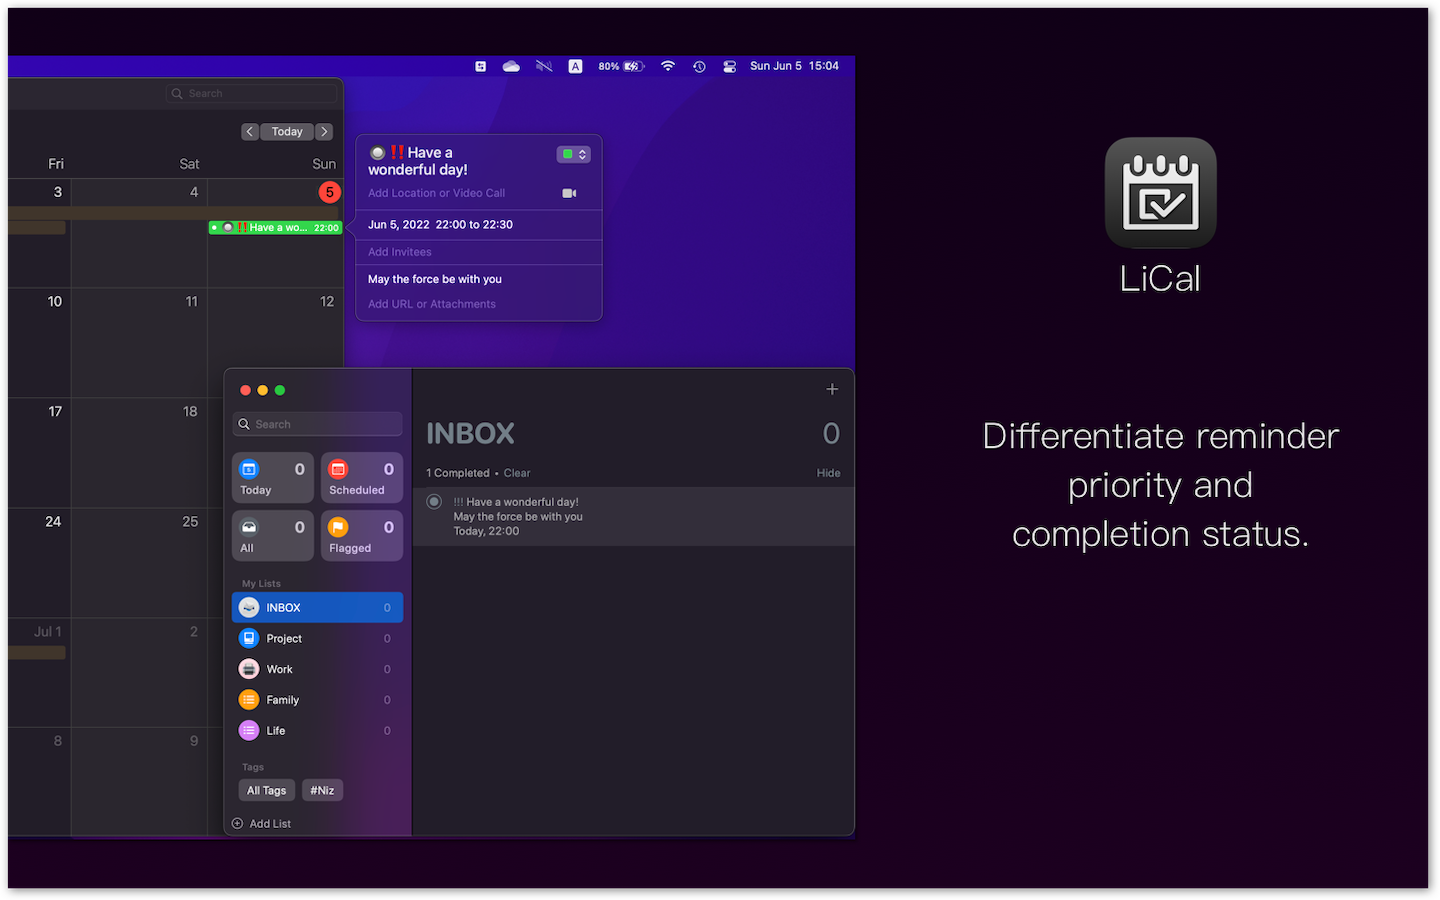 A
80%
Sun Jun 5 15:04
Search
Today
Fri
Sat
Sun
3
4
5
‼️Have a wo... 22:00
10
11
12
17
18
24
25
Jul 1
2
8
9
‼️Have a
wonderful day!
Add Location or Video Call
Jun 5, 2022 22:00 to 22:30
Add Invitees
May the force be with you
Add URL or Attachments
Search
0
Today
0
Scheduled
0
All
0
Flagged
My Lists
INBOX 0
Project 0
Work 0
Family 0
Life 0
Tags
All Tags
#Niz
Add List
INBOX 0
1 Completed • Clear
Hide
!!! Have a wonderful day!
May the force be with you
Today, 22:00
LiCal
Differentiate reminder
priority and
completion status.